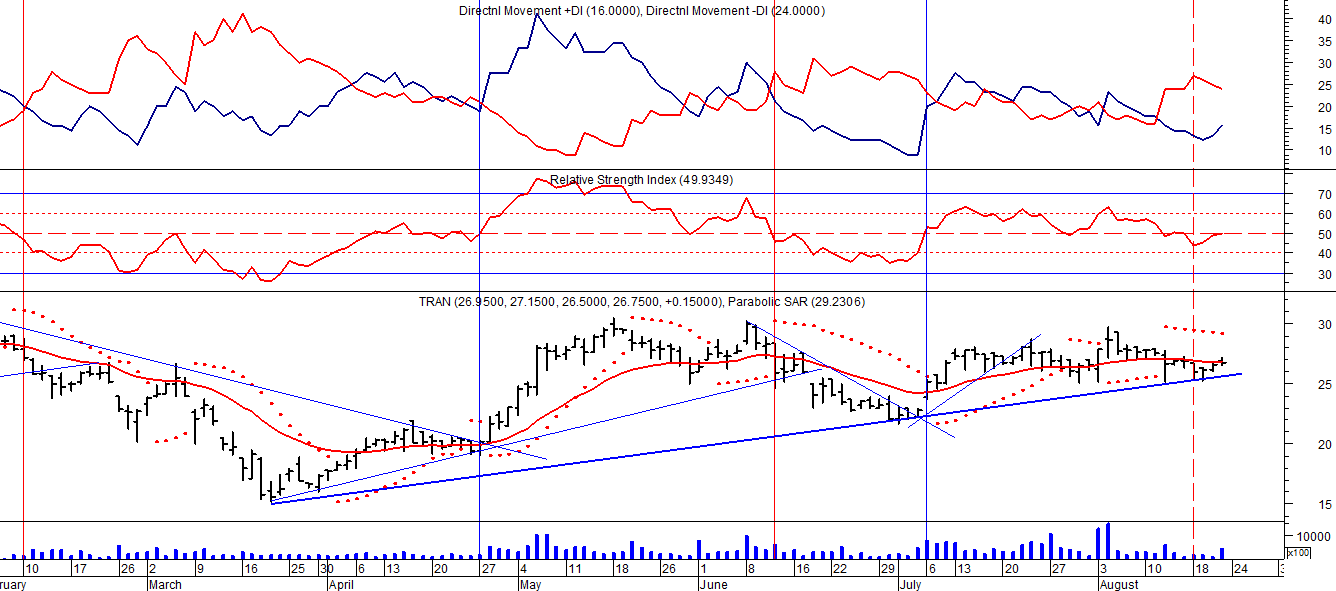 Directnl Movement +DI (16.0000), Directnl Movement -DI (24.0000)
40
35
30
25
20
15
10
Relative Strength Index (49.9349)
70
60
50
40
30
TRAN (26.9500, 27.1500, 26.5000, 26.7500, +0.15000), Parabolic SAR (29.2306)
30
25
20
15
10000
x100
10 17 26 2 9 16 25 30 6 13 20 27 4 11 18 26 1 8 16 22 29 6 13 20 27 3 10 18 24 3
ruary March April May June July August